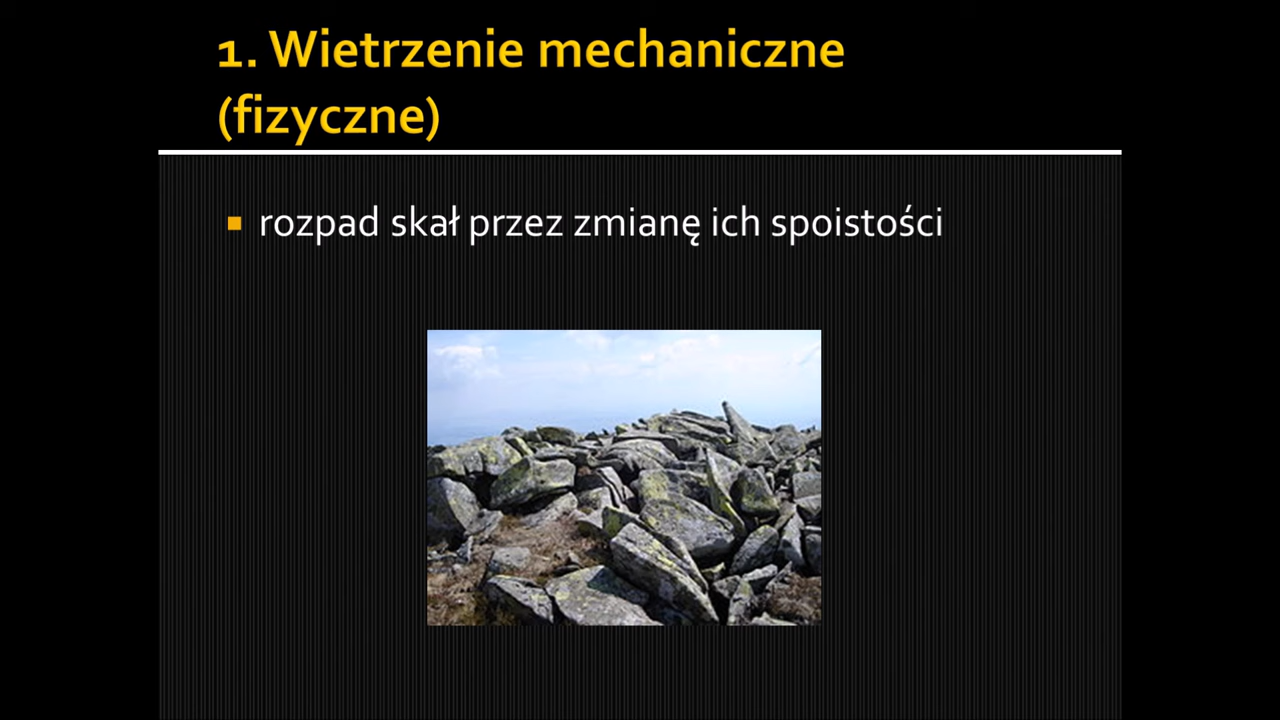 1. Wietrzenie mechaniczne
(fizyczne)
rozpad skał przez zmianę ich spoistości